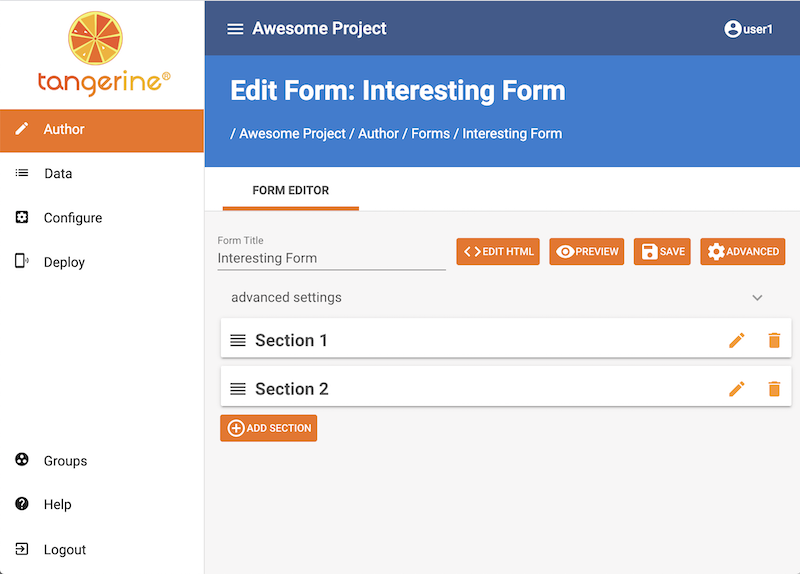 tangerine®
Author
Data
Configure
Deploy
Groups
Help
Logout
Awesome Project
user1
Edit Form: Interesting Form
/ Awesome Project / Author / Forms / Interesting Form
FORM EDITOR
Form Title
Interesting Form
EDIT HTML
PREVIEW
SAVE
ADVANCED
advanced settings
Section 1
Section 2
ADD SECTION